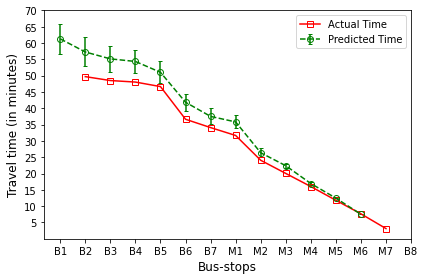 70
65
60
55
50
45
40
35
30
25
20
15
10
5
Travel time (in minutes)
Actual Time
Predicted Time
B1 B2 B3 B4 B5 B6 B7 M1 M2 M3 M4 M5 M6 M7 B8
Bus-stops